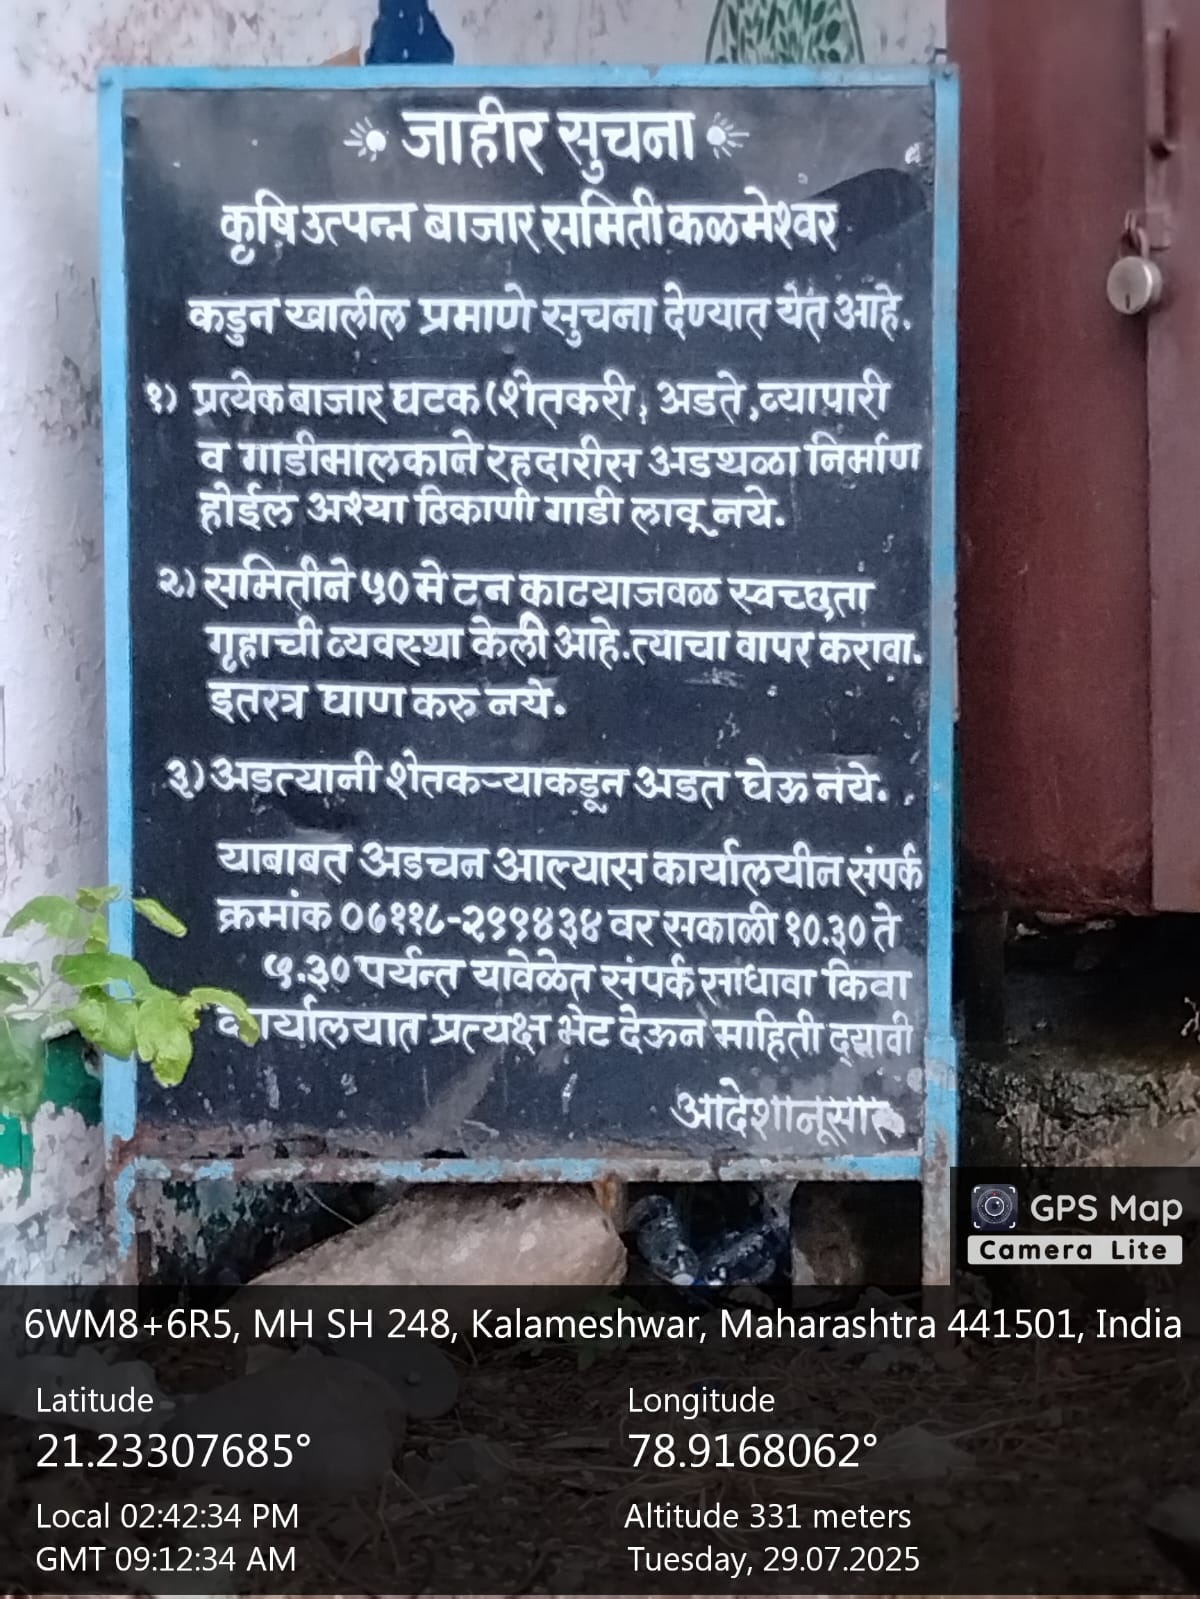 जाहीर सुचना
कृषि उत्पन्न बाजार समिती कळमेश्वर
कडुन खालील प्रमाणे सुचना देण्यात येत आहे.
१) प्रत्येक बाजार घटक (शेतकरी, अडते, व्यापारी
व गाडीमालकाने रहदारीस अडथळा निर्माण
होईल अश्या ठिकाणी गाडी लावू नये.
२) समितीने ५० मे टन काटयाजवळ स्वच्छता
गृहाची व्यवस्था केली आहे. त्याचा वापर करावा.
इतरत्र घाण करु नये.
३) अडत्यानी शेतकऱ्याकडून अडत घेऊ नये.
याबाबत अडचन आल्यास कार्यालयीन संपर्क
क्रमांक ०७११८-२९९४३४ वर सकाळी १०.३० ते
५.३० पर्यन्त यावेळेत संपर्क साधावा किवा
कार्यालयात प्रत्यक्ष भेट देऊन माहिती द्यावी
आदेशानूसार
GPS Map
Camera Lite
6WM8+6R5, MH SH 248, Kalameshwar, Maharashtra 441501, India
Latitude
21.23307685°
Longitude
78.9168062°
Local 02:42:34 PM
GMT 09:12:34 AM
Altitude 331 meters
Tuesday, 29.07.2025